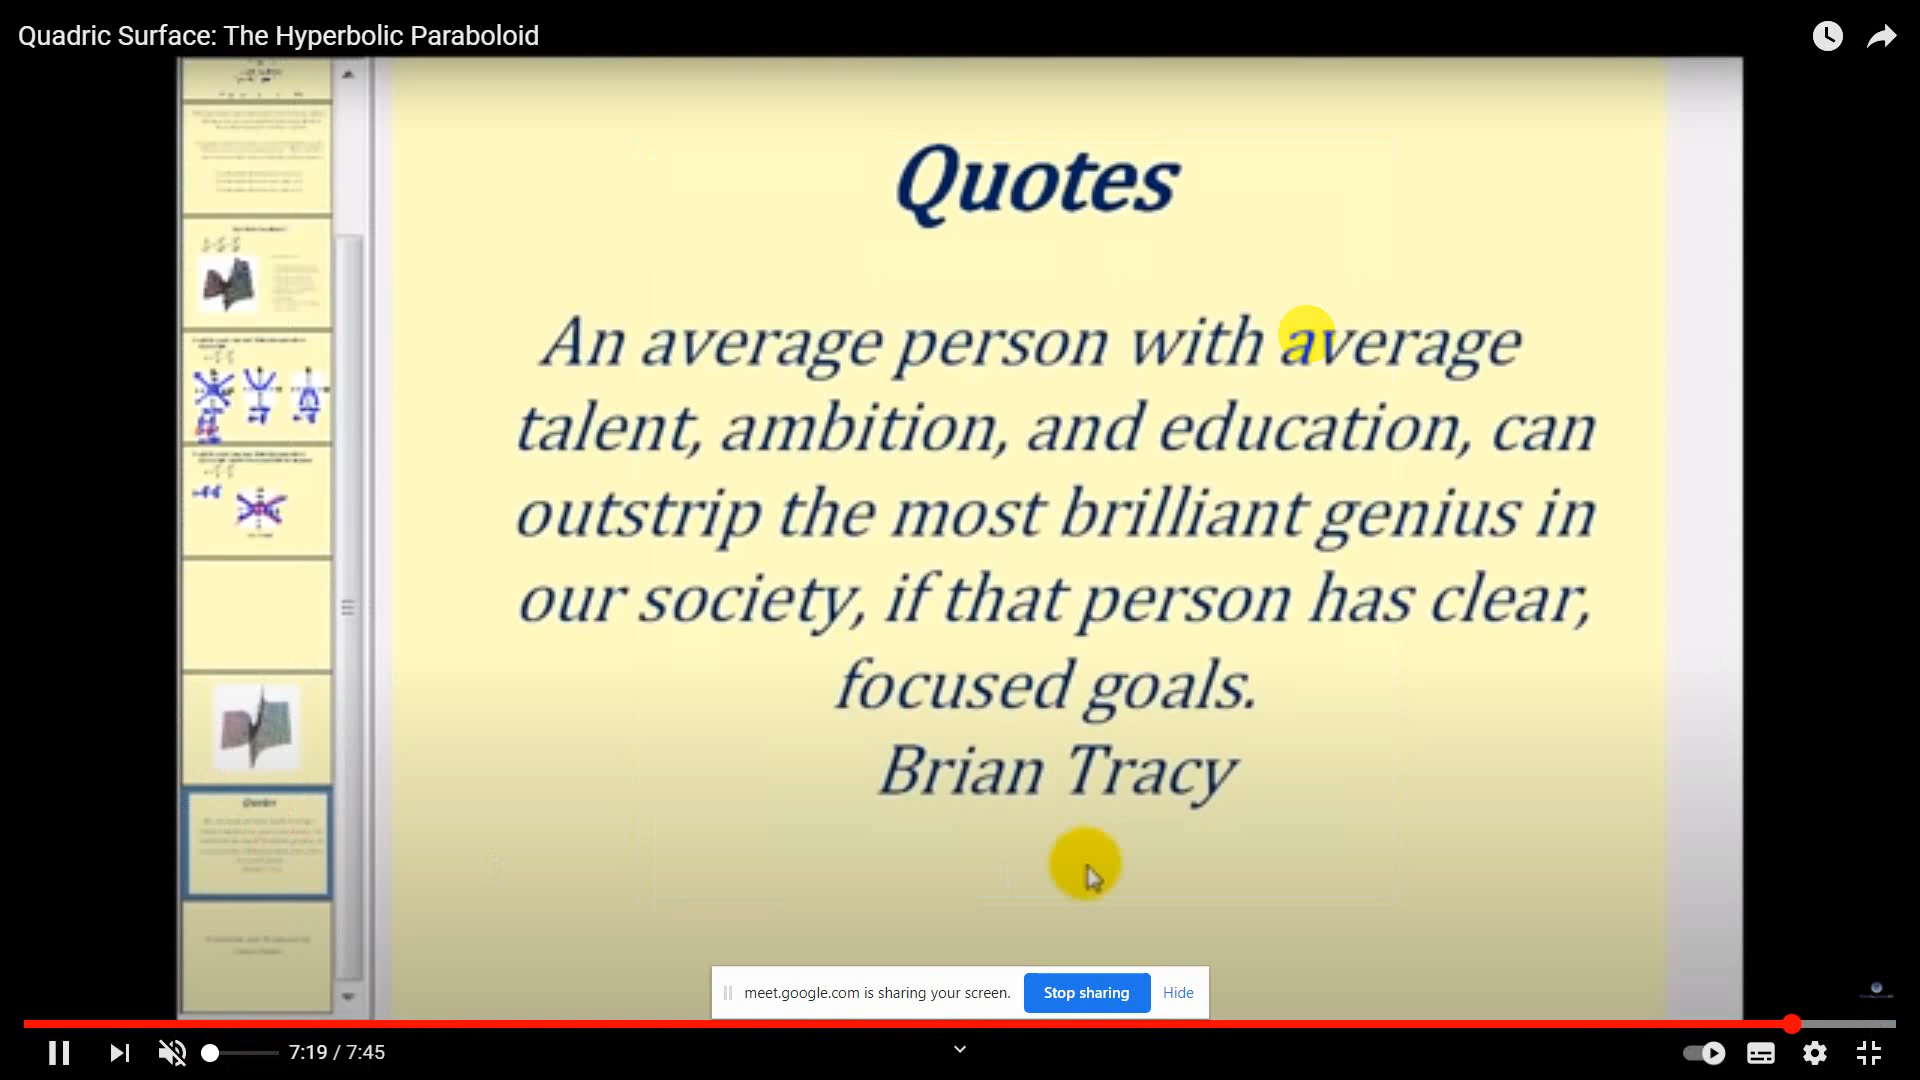 Quadric Surface: The Hyperbolic Paraboloid
Quotes
An average person with average
talent, ambition, and education, can
outstrip the most brilliant genius in
our society, if that person has clear,
focused goals.
Brian Tracy
Quotes
meet.google.com is sharing your screen.
Stop sharing
Hide
7:19 / 7:45